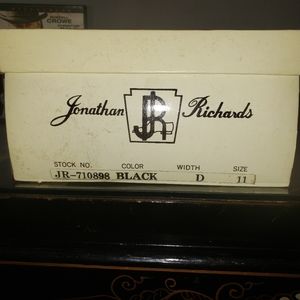 CROWE
Jonathan JR Richards
STOCK NO. COLOR WIDTH SIZE
JR-710898 BLACK D 11